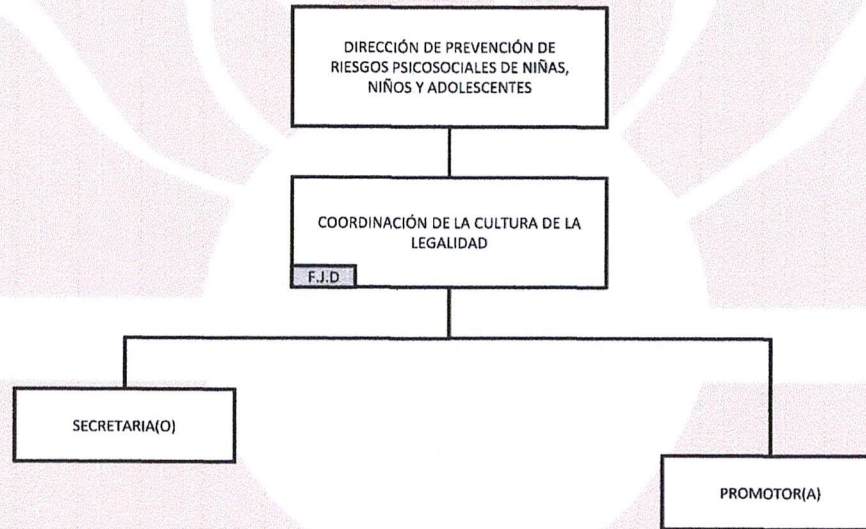 DIRECCIÓN DE PREVENCIÓN DE
RIESGOS PSICOSOCIALES DE NIÑAS,
NIÑOS Y ADOLESCENTES
COORDINACIÓN DE LA CULTURA DE LA
LEGALIDAD
F.J.D
SECRETARIA(O)
PROMOTOR(A)